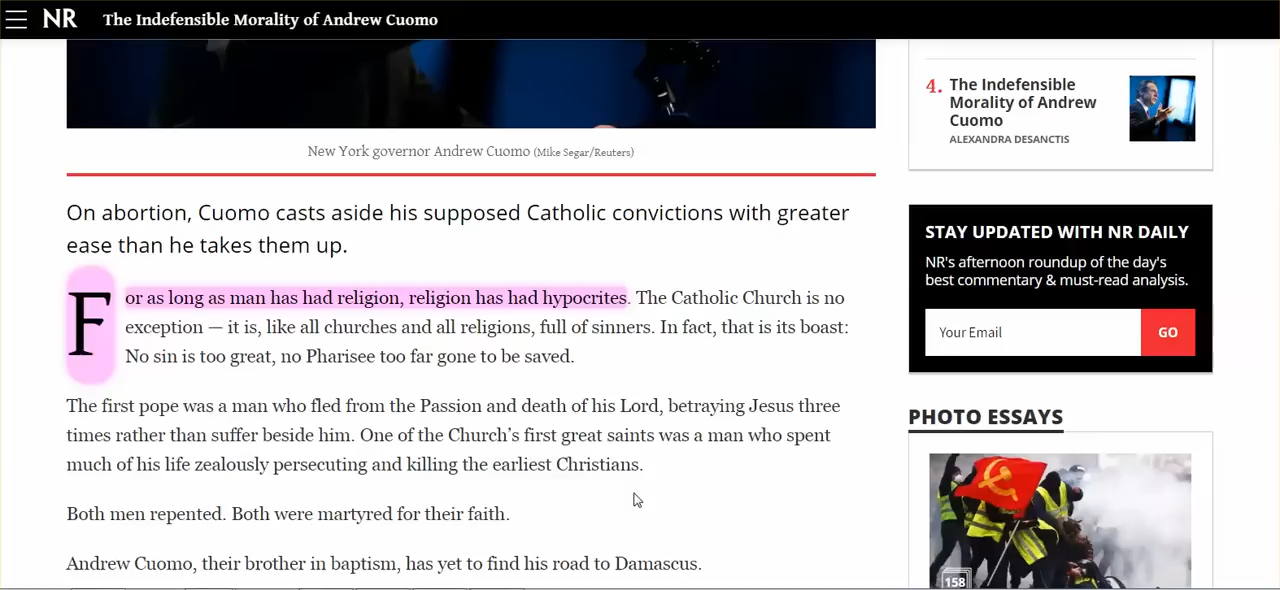 NR The Indefensible Morality of Andrew Cuomo
New York governor Andrew Cuomo (Mike Segar/Reuters)
On abortion, Cuomo casts aside his supposed Catholic convictions with greater
ease than he takes them up.
For as long as man has had religion, religion has had hypocrites. The Catholic Church is no
exception — it is, like all churches and all religions, full of sinners. In fact, that is its boast:
No sin is too great, no Pharisee too far gone to be saved.
The first pope was a man who fled from the Passion and death of his Lord, betraying Jesus three
times rather than suffer beside him. One of the Church’s first great saints was a man who spent
much of his life zealously persecuting and killing the earliest Christians.
Both men repented. Both were martyred for their faith.
Andrew Cuomo, their brother in baptism, has yet to find his road to Damascus.
4. The Indefensible
Morality of Andrew
Cuomo
ALEXANDRA DESANCTIS
STAY UPDATED WITH NR DAILY
NR's afternoon roundup of the day's
best commentary & must-read analysis.
Your Email GO
PHOTO ESSAYS
158